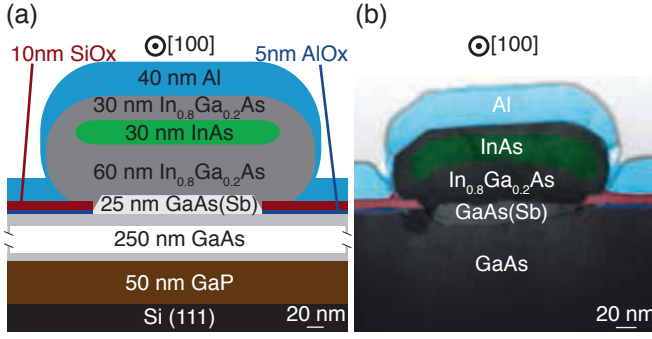 (a)
⊙[100]
10nm SiOx
5nm AlOx
40 nm Al
30 nm In0.8Ga0.2As
30 nm InAs
60 nm In0.8Ga0.2As
25 nm GaAs(Sb)
250 nm GaAs
50 nm GaP
Si (111)
20 nm
(b)
⊙[100]
Al
InAs
In0.8Ga0.2As
GaAs(Sb)
GaAs
20 nm